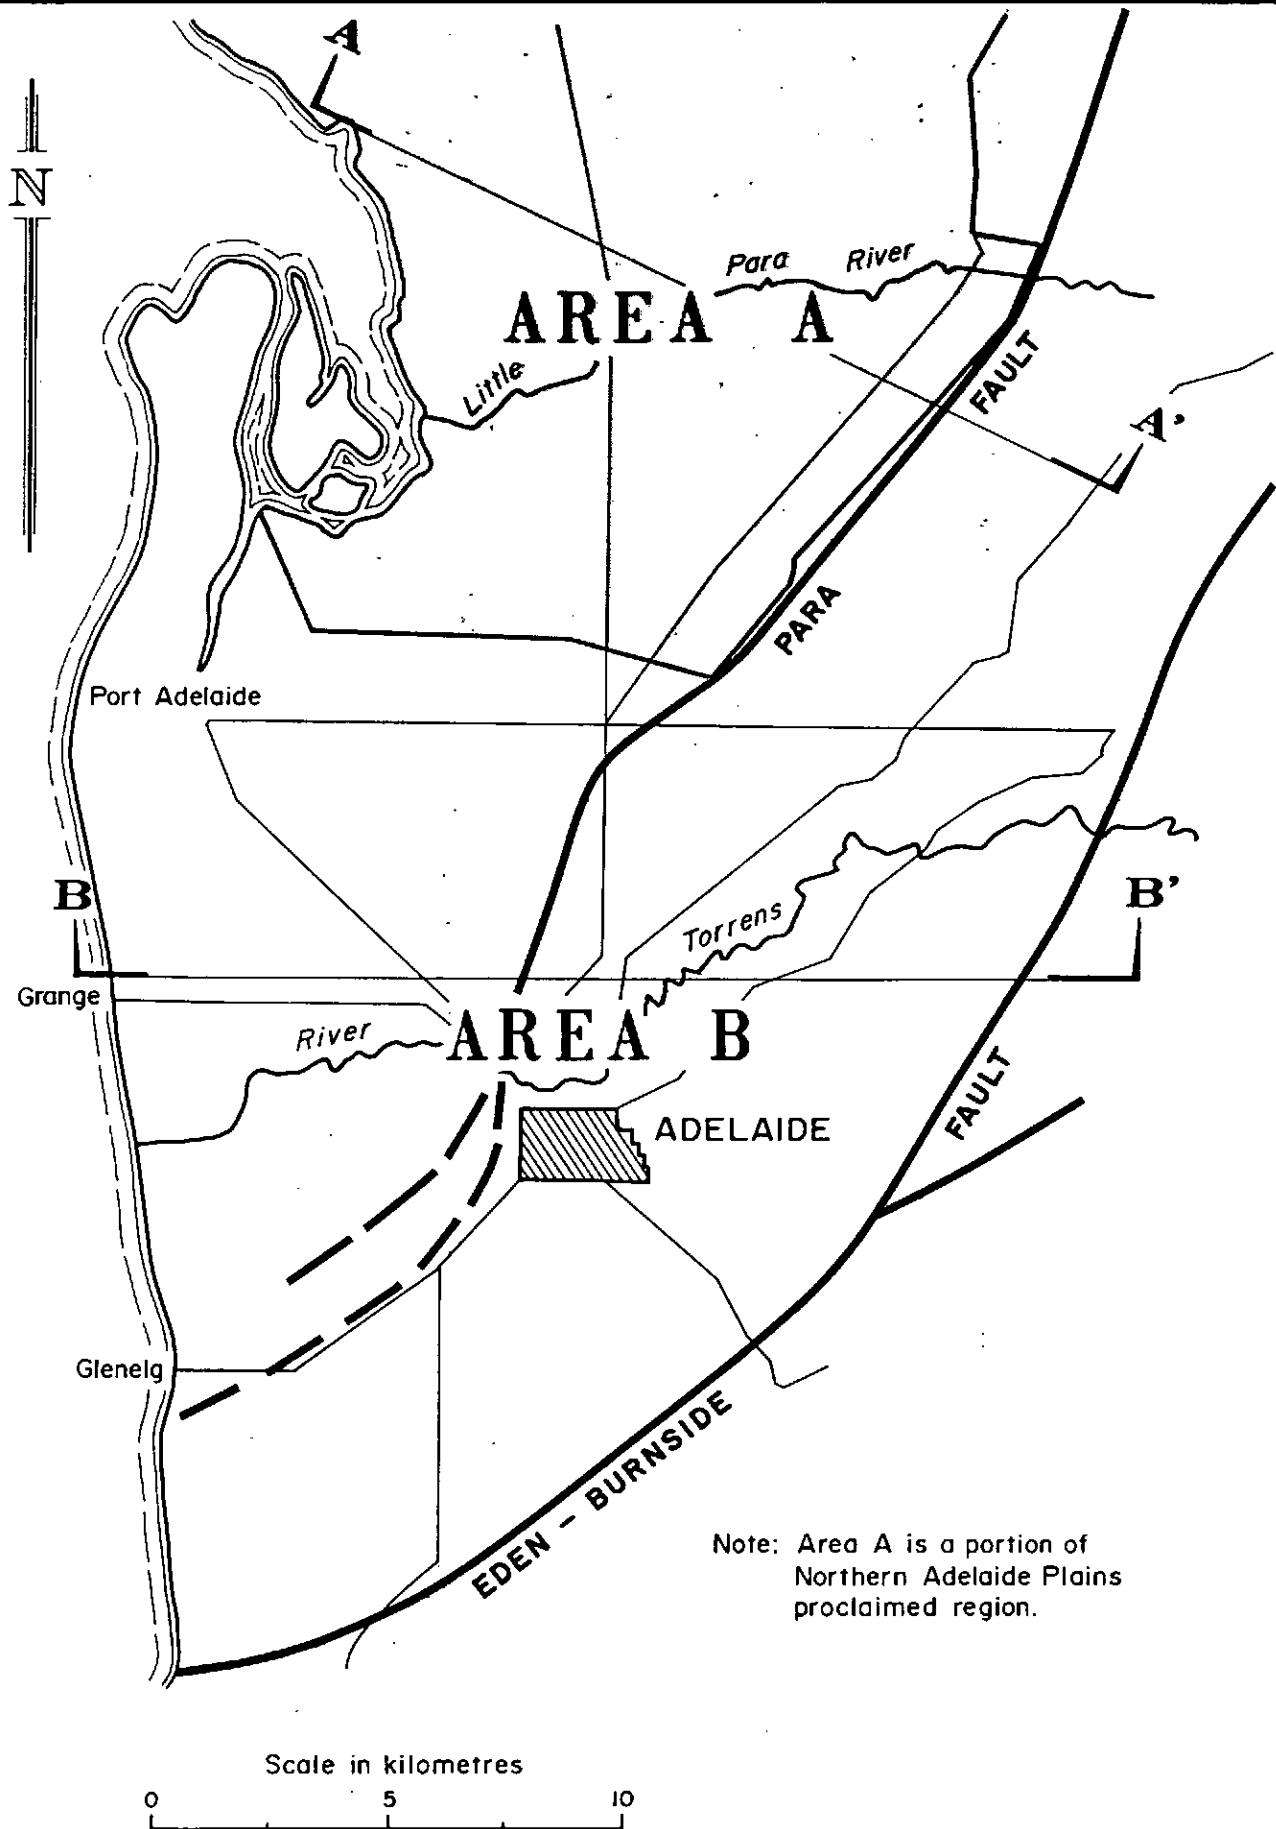 A
N
Para River
AREA A
Little
FAULT
A'
PARA
Port Adelaide
B
B'
Torrens
Grange
River
AREA B
FAULT
ADELAIDE
Glenelg
EDEN - BURNSIDE
Note: Area A is a portion of
Northern Adelaide Plains
proclaimed region.
Scale in kilometres
0 5 10